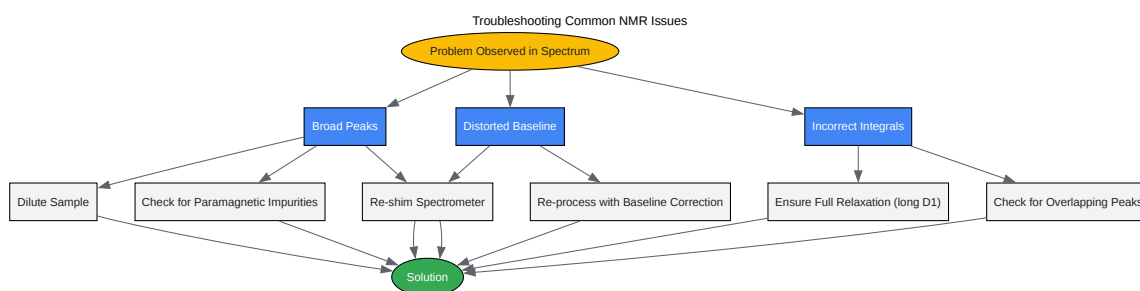 Troubleshooting Common NMR Issues
Problem Observed in Spectrum
Broad Peaks
Distorted Baseline
Incorrect Integrals
Dilute Sample
Check for Paramagnetic Impurities
Re-shim Spectrometer
Re-process with Baseline Correction
Ensure Full Relaxation (long D1)
Check for Overlapping Peaks
Solution